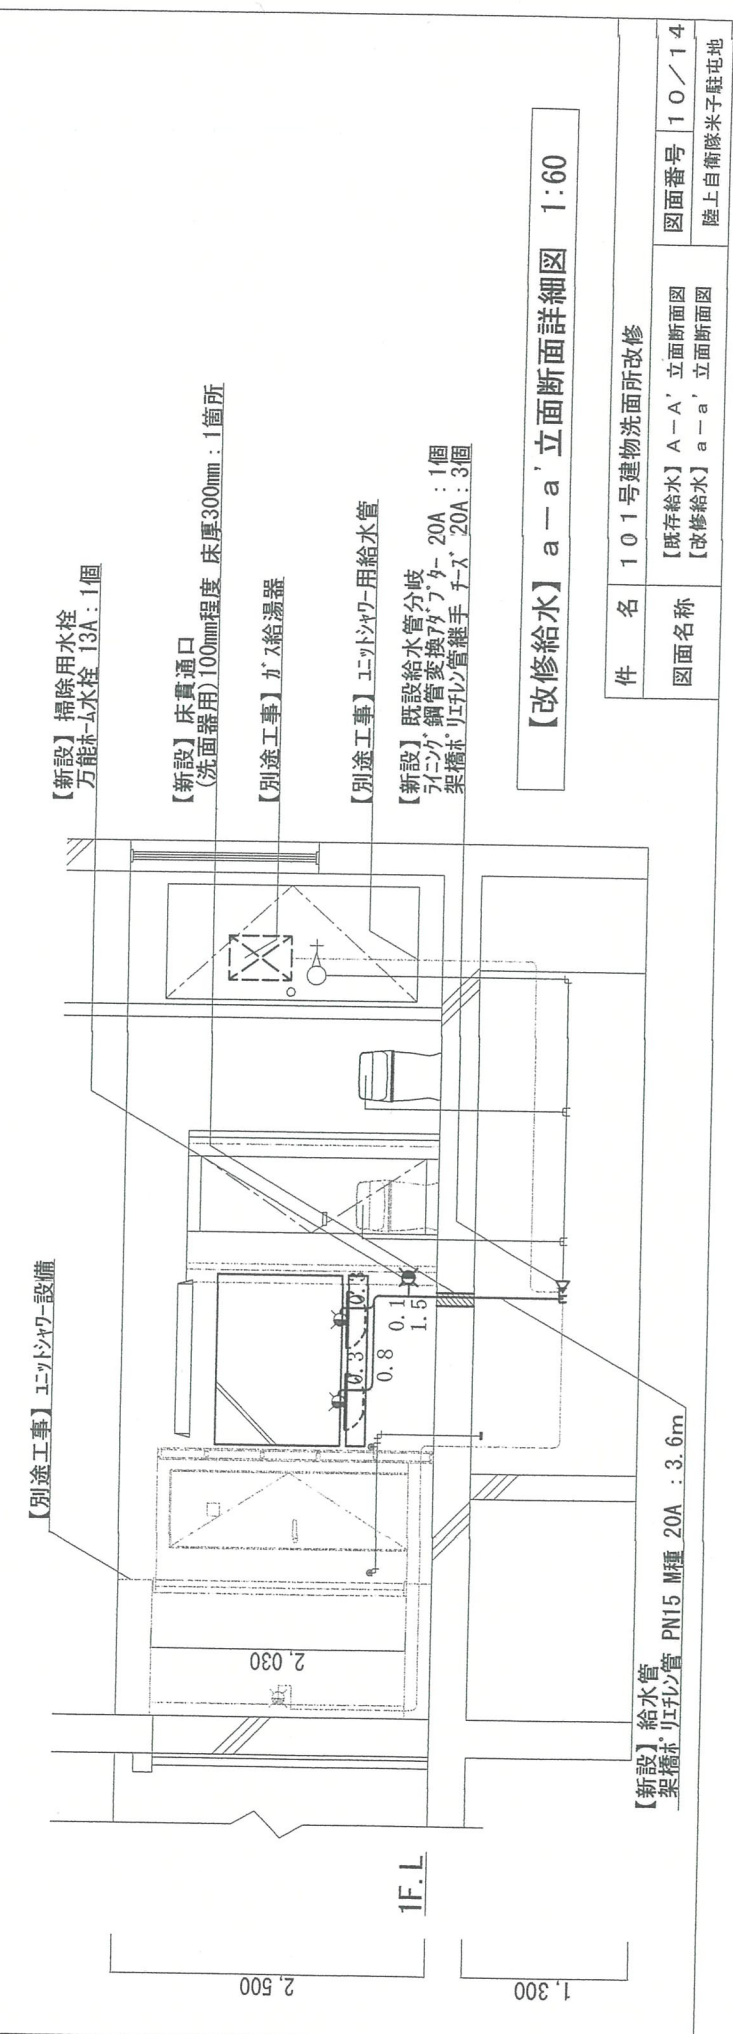 【別途工事】ユニットシャワー設備
【新設】掃除用水栓
万能ホーム水栓 13A：1個
【新設】床貫通口
(洗面器用)100mm程度 床厚300mm：1箇所
【別途工事】ガス給湯器
【別途工事】ユニットシャワー用給水管
【新設】既設給水管分岐
ライニング鋼管変換アダプター 20A ：1個
架橋ポリエチレン管継手 チーズ 20A：3個
2,500
1,300
2,030
1F.L
0.3
0.3
0.8
0.1
1.5
【新設】給水管
架橋ポリエチレン管 PN15 M種 20A ：3.6m
【改修給水】a－a' 立面断面詳細図 1:60
件 名
101号建物洗面所改修
図面名称
【既存給水】A－A' 立面断面図
【改修給水】a－a' 立面断面図
図面番号
10／14
陸上自衛隊米子駐屯地